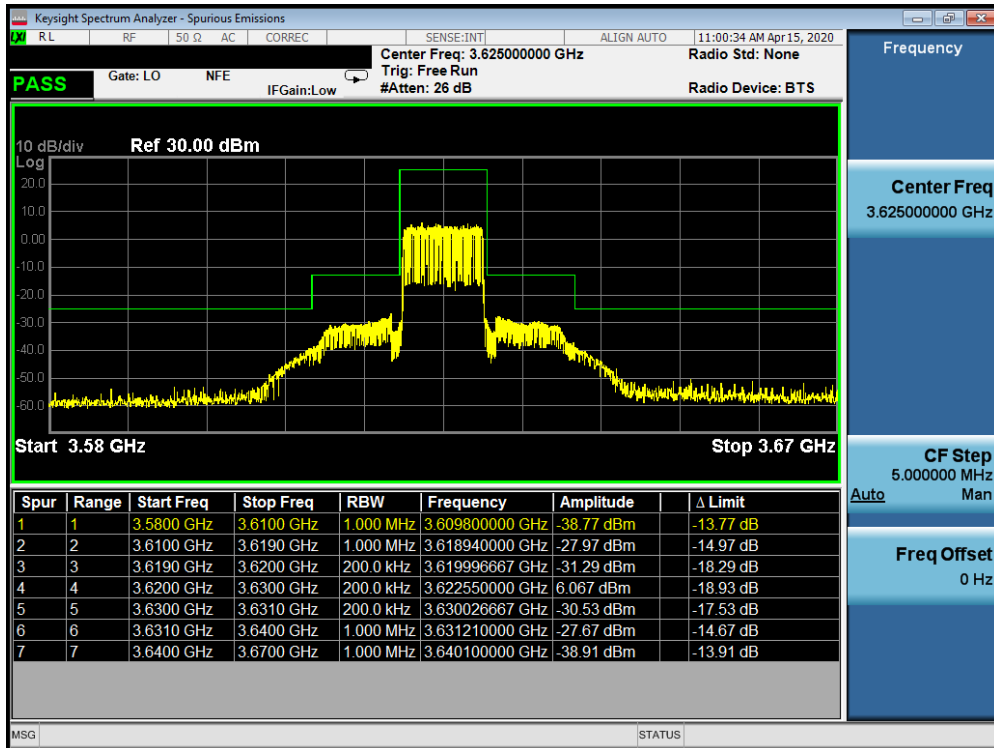 Keysight Spectrum Analyzer - Spurious Emissions
LXI RL RF 50 Ω AC CORREC SENSE:INT ALIGN AUTO 11:00:34 AM Apr 15, 2020
Center Freq: 3.625000000 GHz Radio Std: None
PASS Gate: LO NFE Trig: Free Run
IFGain:Low #Atten: 26 dB Radio Device: BTS
Frequency
10 dB/div Ref 30.00 dBm
Log
20.0
10.0
0.00
-10.0
-20.0
-30.0
-40.0
-50.0
-60.0
Start 3.58 GHz Stop 3.67 GHz
Spur Range Start Freq Stop Freq RBW Frequency Amplitude Δ Limit
1 1 3.5800 GHz 3.6100 GHz 1.000 MHz 3.609800000 GHz -38.77 dBm -13.77 dB
2 2 3.6100 GHz 3.6190 GHz 1.000 MHz 3.618940000 GHz -27.97 dBm -14.97 dB
3 3 3.6190 GHz 3.6200 GHz 200.0 kHz 3.619996667 GHz -31.29 dBm -18.29 dB
4 4 3.6200 GHz 3.6300 GHz 200.0 kHz 3.622550000 GHz 6.067 dBm -18.93 dB
5 5 3.6300 GHz 3.6310 GHz 200.0 kHz 3.630026667 GHz -30.53 dBm -17.53 dB
6 6 3.6310 GHz 3.6400 GHz 1.000 MHz 3.631210000 GHz -27.67 dBm -14.67 dB
7 7 3.6400 GHz 3.6700 GHz 1.000 MHz 3.640100000 GHz -38.91 dBm -13.91 dB
Center Freq
3.625000000 GHz
CF Step
5.000000 MHz
Auto Man
Freq Offset
0 Hz
MSG STATUS